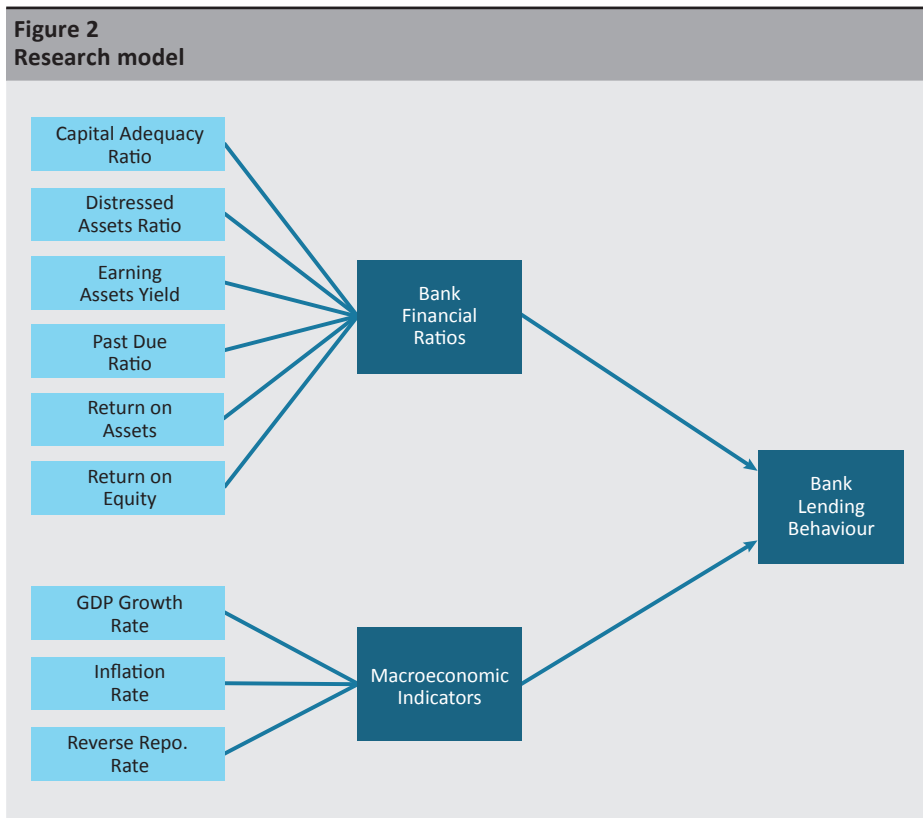 Figure 2
Research model
Capital Adequacy
Ratio
Distressed
Assets Ratio
Earning
Assets Yield
Past Due
Ratio
Return on
Assets
Return on
Equity
Bank
Financial
Ratios
Bank
Lending
Behaviour
GDP Growth
Rate
Inflation
Rate
Reverse Repo.
Rate
Macroeconomic
Indicators